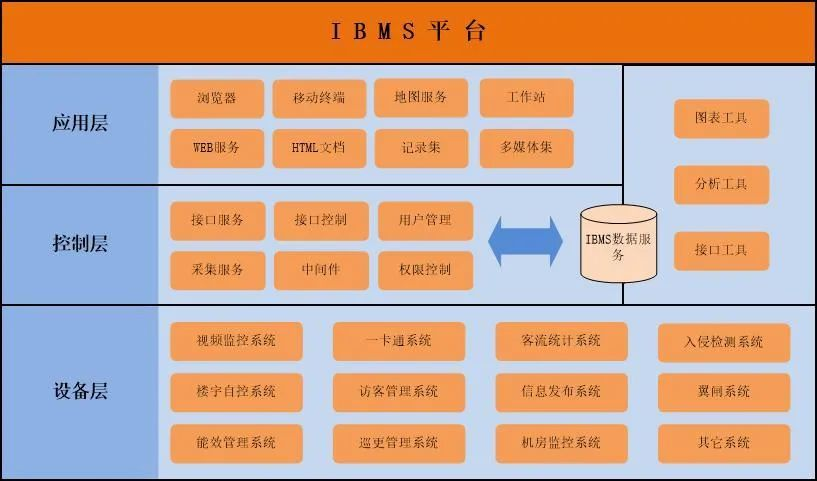 IBMS平台
应用层
浏览器
移动终端
地图服务
工作站
WEB服务
HTML文档
记录集
多媒体集
图表工具
分析工具
接口工具
控制层
接口服务
接口控制
用户管理
采集服务
中间件
权限控制
IBMS数据服
务
设备层
视频监控系统
一卡通系统
客流统计系统
入侵检测系统
楼宇自控系统
访客管理系统
信息发布系统
翼闸系统
能效管理系统
巡更管理系统
机房监控系统
其它系统